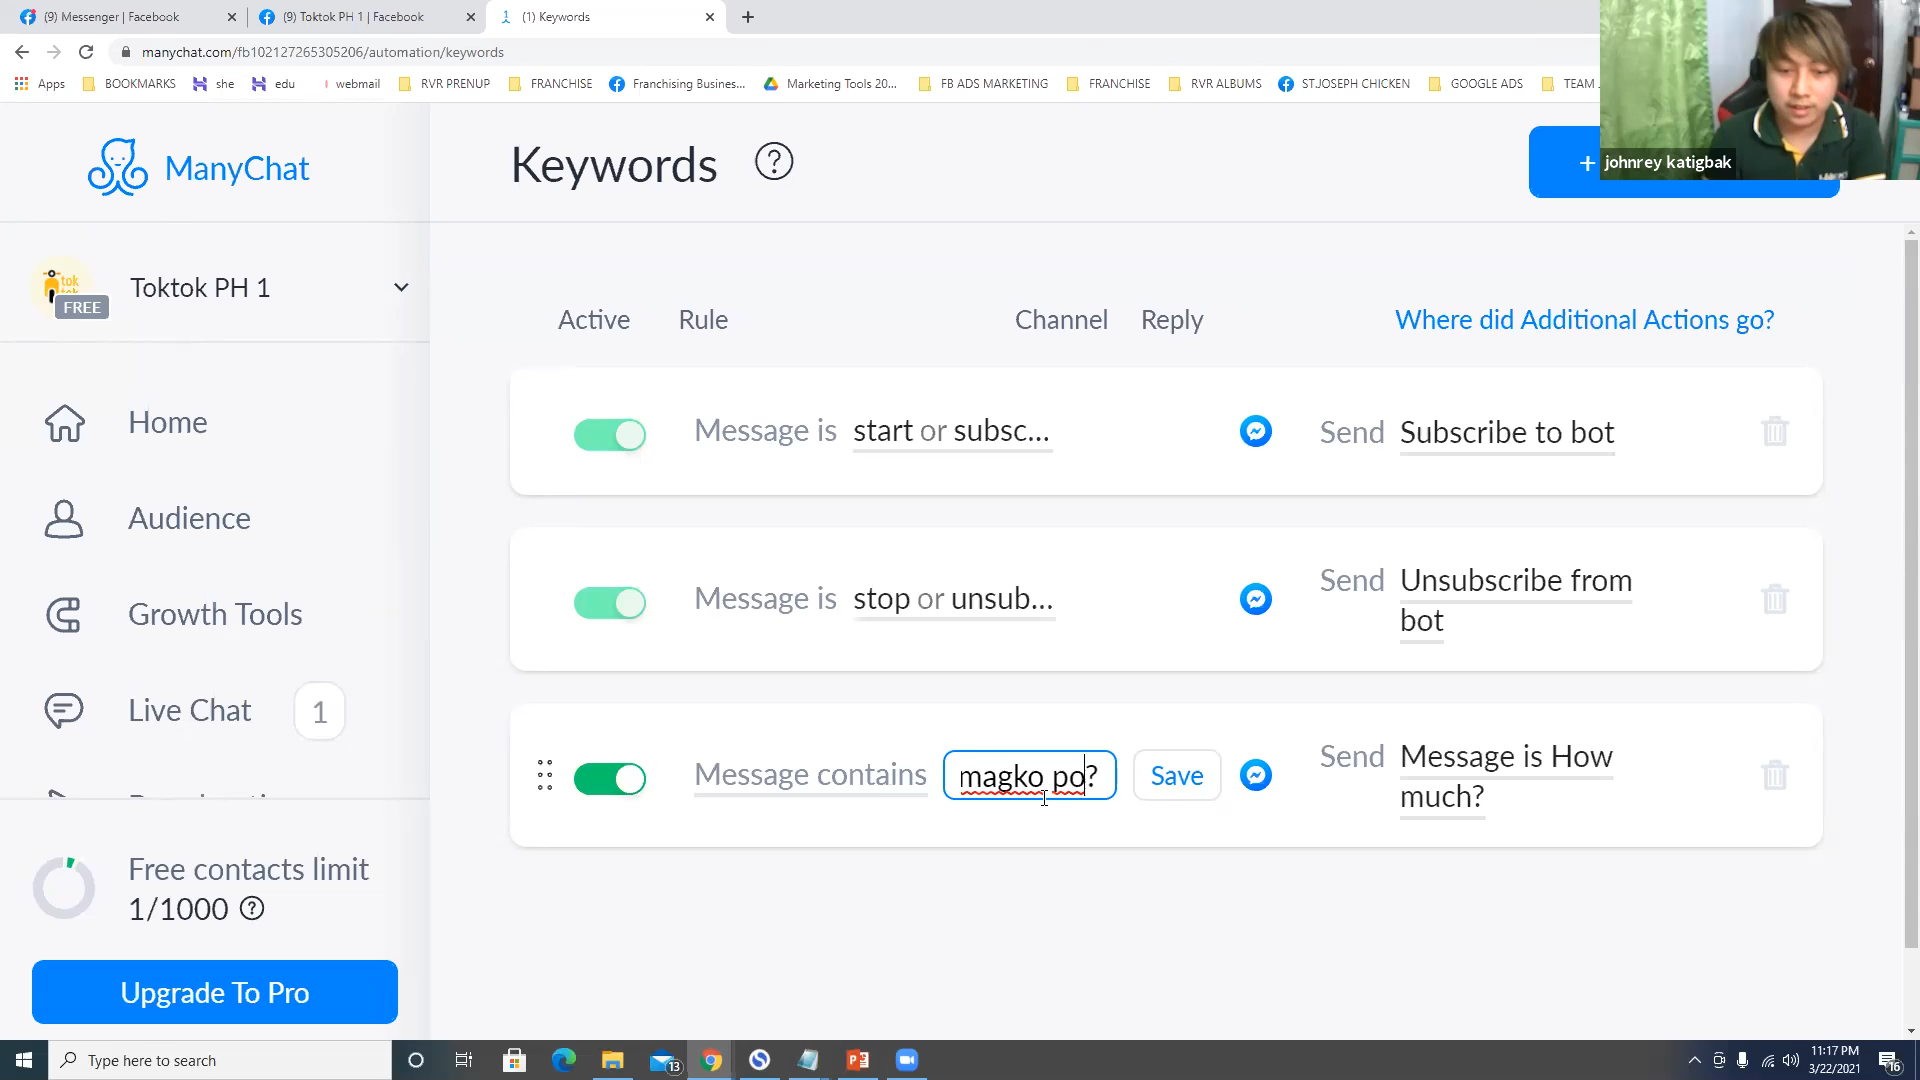 (9) Messenger | Facebook
(9) Toktok PH 1 | Facebook
(1) Keywords
manychat.com/fb102127265305206/automation/keywords
Apps
BOOKMARKS
she
edu
webmail
RVR PRENUP
FRANCHISE
Franchising Busines...
Marketing Tools 20...
FB ADS MARKETING
FRANCHISE
RVR ALBUMS
ST.JOSEPH CHICKEN
GOOGLE ADS
TEAM
johnrey katigbak
ManyChat
Keywords
?
+
tok
FREE
Toktok PH 1
Home
Audience
Growth Tools
Live Chat
1
Free contacts limit
1/1000 ?
Upgrade To Pro
Active
Rule
Channel
Reply
Where did Additional Actions go?
Message is start or subsc...
Send Subscribe to bot
Message is stop or unsub...
Send Unsubscribe from
bot
Message contains magko po?
Save
Send Message is How
much?
Type here to search
13
11:17 PM
3/22/2021
16